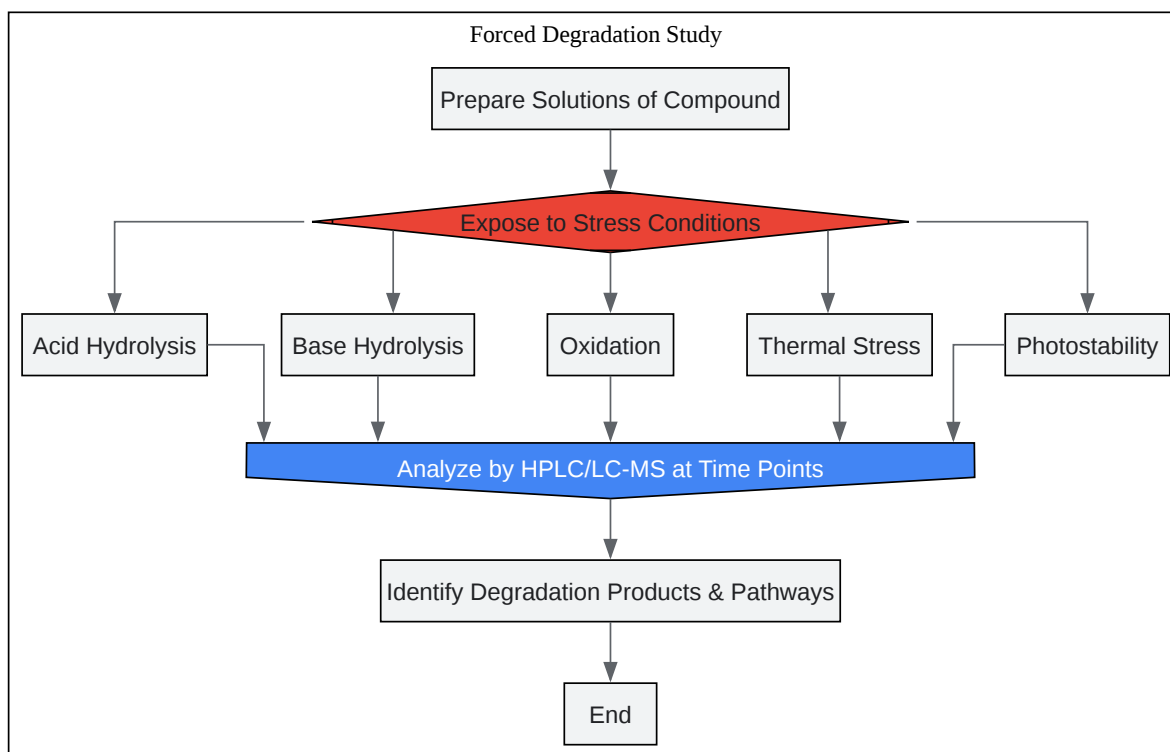 Forced Degradation Study
Prepare Solutions of Compound
Expose to Stress Conditions
Acid Hydrolysis
Base Hydrolysis
Oxidation
Thermal Stress
Photostability
Analyze by HPLC/LC-MS at Time Points
Identify Degradation Products & Pathways
End